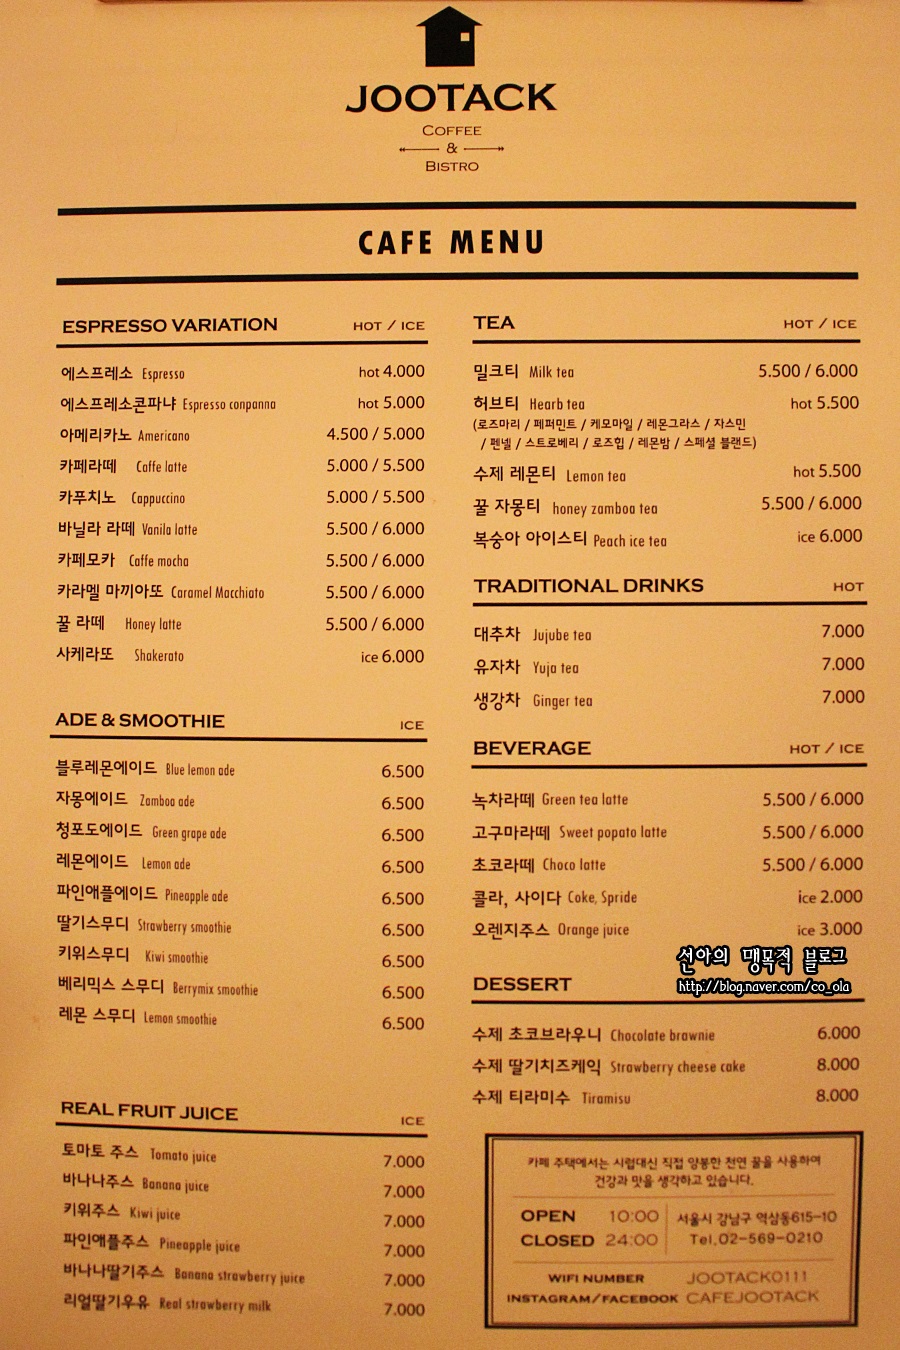 JOOTACK
COFFEE
&
BISTRO
CAFE MENU
ESPRESSO VARIATION HOT / ICE
에스프레소 Espresso hot 4.000
에스프레소콘파냐 Espresso conpanna hot 5.000
아메리카노 Americano 4.500 / 5.000
카페라떼 Caffe latte 5.000 / 5.500
카푸치노 Cappuccino 5.000 / 5.500
바닐라 라떼 Vanila latte 5.500 / 6.000
카페모카 Caffe mocha 5.500 / 6.000
카라멜 마끼아또 Caramel Macchiato 5.500 / 6.000
꿀 라떼 Honey latte 5.500 / 6.000
사케라또 Shakerato ice 6.000
ADE & SMOOTHIE ICE
블루레몬에이드 Blue lemon ade 6.500
자몽에이드 Zamboa ade 6.500
청포도에이드 Green grape ade 6.500
레몬에이드 Lemon ade 6.500
파인애플에이드 Pineapple ade 6.500
딸기스무디 Strawberry smoothie 6.500
키위스무디 Kiwi smoothie 6.500
베리믹스 스무디 Berrymix smoothie 6.500
레몬 스무디 Lemon smoothie 6.500
REAL FRUIT JUICE ICE
토마토 주스 Tomato juice 7.000
바나나주스 Banana juice 7.000
키위주스 Kiwi juice 7.000
파인애플주스 Pineapple juice 7.000
바나나딸기주스 Banana strawberry juice 7.000
리얼딸기우유 Real strawberry milk 7.000
TEA HOT / ICE
밀크티 Milk tea 5.500 / 6.000
허브티 Hearb tea hot 5.500
(로즈마리 / 페퍼민트 / 케모마일 / 레몬그라스 / 자스민
/ 펜넬 / 스트로베리 / 로즈힙 / 레몬밤 / 스페셜 블랜드)
수제 레몬티 Lemon tea hot 5.500
꿀 자몽티 honey zamboa tea 5.500 / 6.000
복숭아 아이스티 Peach ice tea ice 6.000
TRADITIONAL DRINKS HOT
대추차 Jujube tea 7.000
유자차 Yuja tea 7.000
생강차 Ginger tea 7.000
BEVERAGE HOT / ICE
녹차라떼 Green tea latte 5.500 / 6.000
고구마라떼 Sweet popato latte 5.500 / 6.000
초코라떼 Choco latte 5.500 / 6.000
콜라, 사이다 Coke, Spride ice 2.000
오렌지주스 Orange juice ice 3.000
선아의 맹목적 블로그
http://blog.naver.com/co_ola
DESSERT
수제 초코브라우니 Chocolate brawnie 6.000
수제 딸기치즈케익 Strawberry cheese cake 8.000
수제 티라미수 Tiramisu 8.000
카페 주택에서는 시럽대신 직접 양봉한 천연 꿀을 사용하여
건강과 맛을 생각하고 있습니다.
OPEN 10:00 서울시 강남구 역삼동615-10
CLOSED 24:00 Tel.02-569-0210
WIFI NUMBER JOOTACK0111
INSTAGRAM/FACEBOOK CAFEJOOTACK